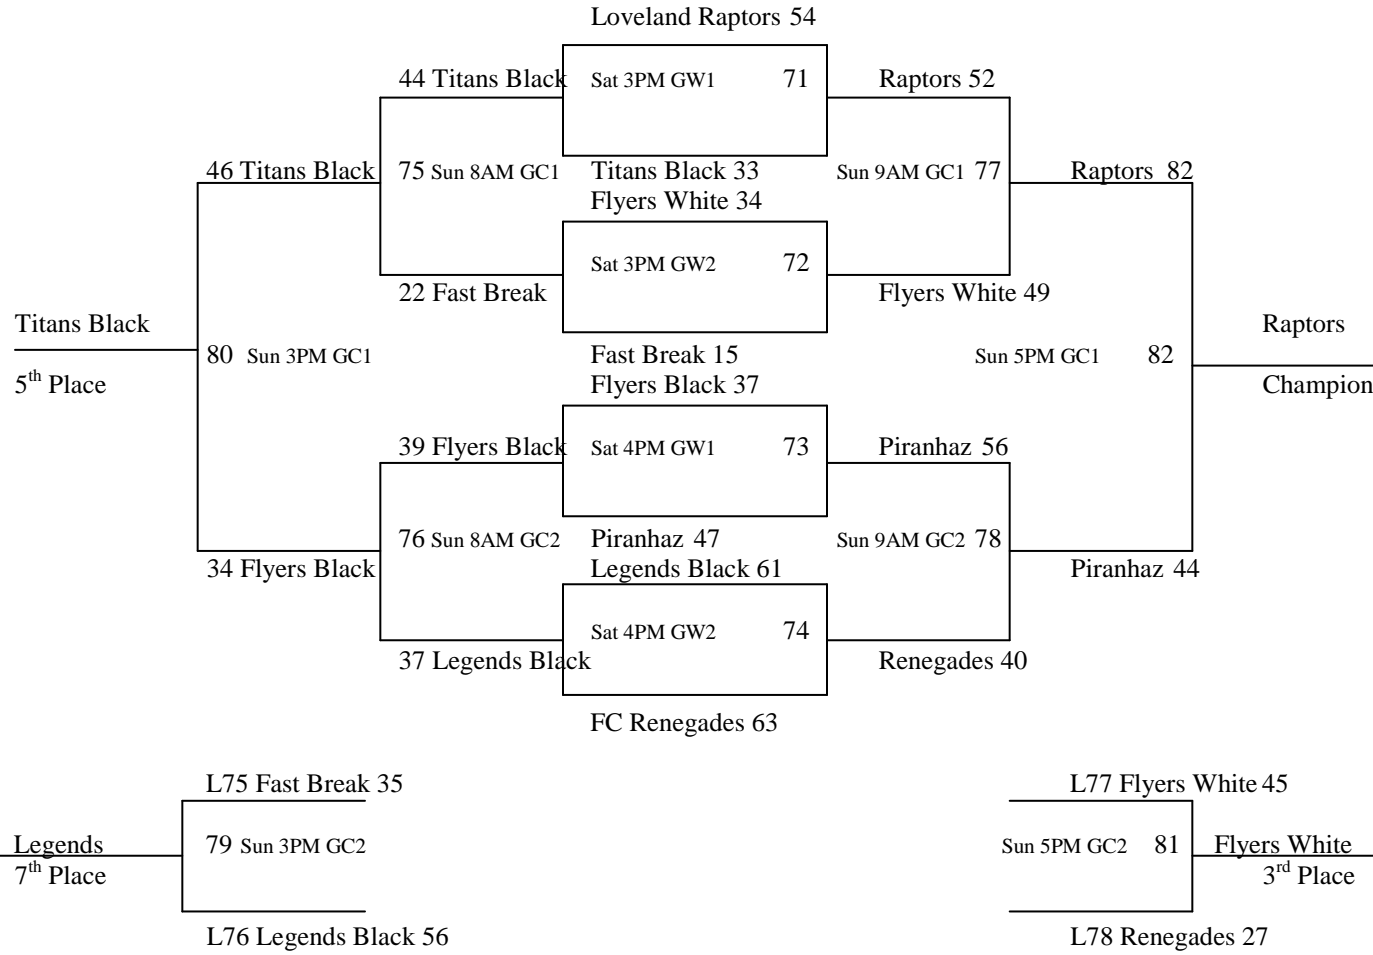 Loveland Raptors 54
44 Titans Black Sat 3PM GW1 71 Raptors 52
46 Titans Black 75 Sun 8AM GC1 Titans Black 33 Sun 9AM GC1 77 Raptors 82
Flyers White 34
Sat 3PM GW2 72
22 Fast Break Flyers White 49
Titans Black Raptors
80 Sun 3PM GC1 Fast Break 15 Sun 5PM GC1 82
5th Place Flyers Black 37 Champion
39 Flyers Black Sat 4PM GW1 73 Piranhaz 56
76 Sun 8AM GC2 Piranhaz 47 Sun 9AM GC2 78
34 Flyers Black Legends Black 61 Piranhaz 44
Sat 4PM GW2 74
37 Legends Black Renegades 40
FC Renegades 63
L75 Fast Break 35 L77 Flyers White 45
Legends 79 Sun 3PM GC2 Sun 5PM GC2 81 Flyers White
7th Place 3rd Place
L76 Legends Black 56 L78 Renegades 27